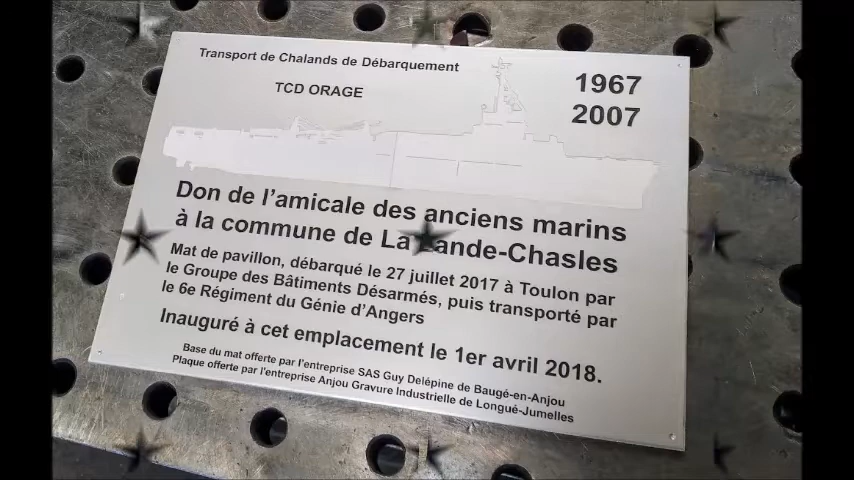 Transport de Chalands de Débarquement
TCD ORAGE
1967
2007
Don de l'amicale des anciens marins
à la commune de La Lande-Chasles
Mat de pavillon, débarqué le 27 juillet 2017 à Toulon par
le Groupe des Bâtiments Désarmés, puis transporté par
le 6e Régiment du Génie d'Angers
Inauguré à cet emplacement le 1er avril 2018.
Base du mat offerte par l'entreprise SAS Guy Delépine de Baugé-en-Anjou
Plaque offerte par l'entreprise Anjou Gravure Industrielle de Longué-Jumelles